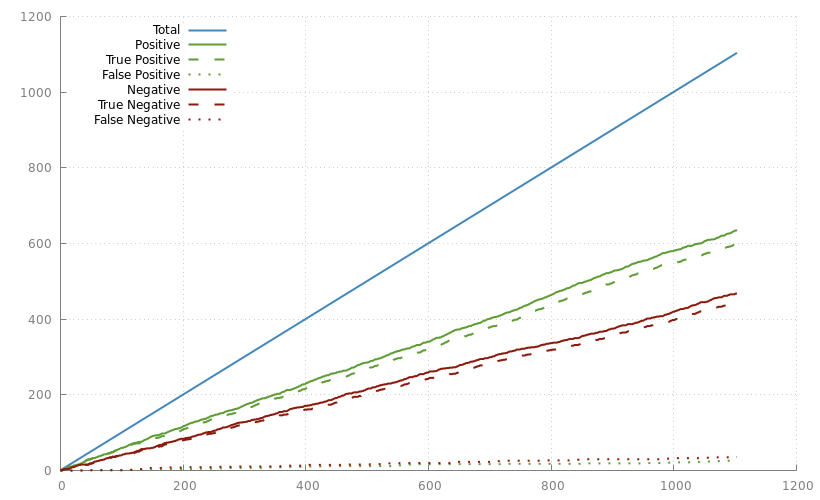 1200
1000
800
600
400
200
0
Total
Positive
True Positive
False Positive
Negative
True Negative
False Negative
0 200 400 600 800 1000 1200